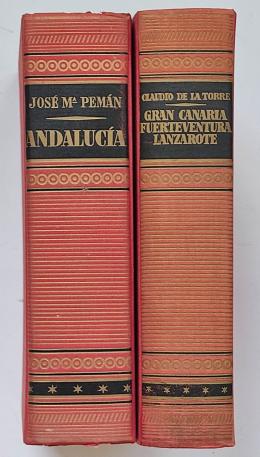 JOSÉ Mª PEMÁN
ANDALUCÍA
CLAUDIO DE LA TORRE
GRAN CANARIA
FUERTEVENTURA
LANZAROTE